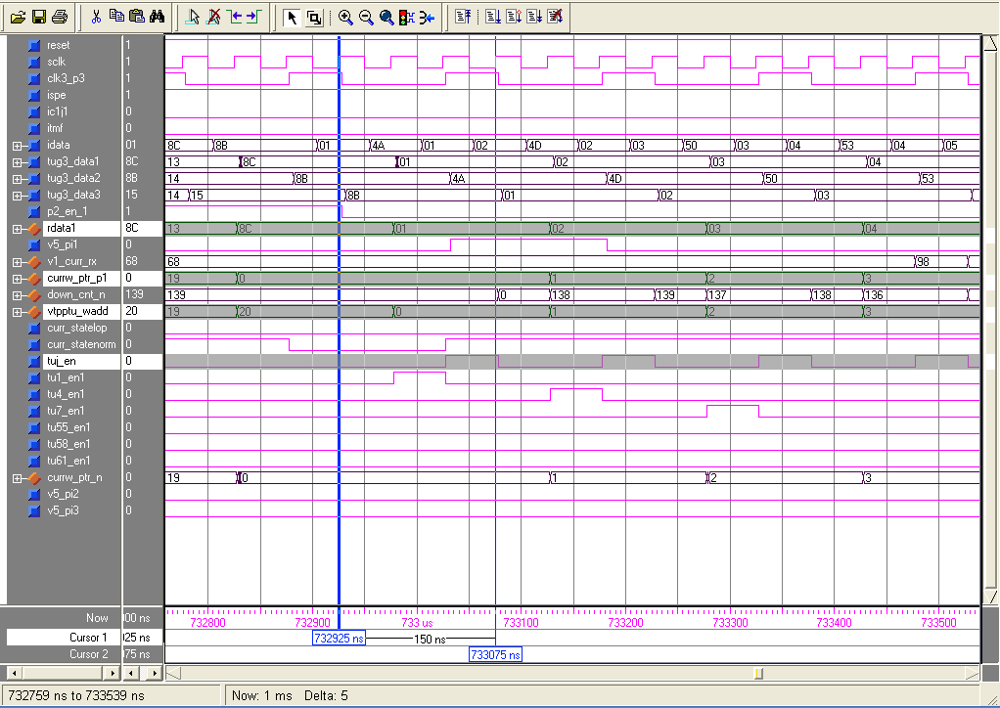 reset 1
sclk 1
clk3_p3 1
ispe 1
ic1j1 0
itmf 0
idata 01 8C 8B 01 4A 01 02 4D 02 03 50 03 04 53 04 05
tug3_data1 8C 13 8C 01 02 03 04
tug3_data2 8B 14 8B 4A 4D 50 53
tug3_data3 15 14 15 8B 01 02 03
p2_en_1 1
rdata1 8C 13 8C 01 02 03 04
v5_pi1 0
v1_curr_rx 68 68 98
currw_ptr_p1 0 19 0 1 2 3
down_cnt_n 139 139 0 138 139 137 138 136
vtpptu_wadd 20 19 20 0 1 2 3
curr_statelop 0
curr_statenorm 0
tuj_en 0
tu1_en1 0
tu4_en1 0
tu7_en1 0
tu55_en1 0
tu58_en1 0
tu61_en1 0
currw_ptr_n 0 19 0 1 2 3
v5_pi2 0
v5_pi3 0
Now 000 ns 732800 732900 733 us 733100 733200 733300 733400 733500
Cursor 1 025 ns 732925 ns 150 ns
Cursor 2 075 ns 733075 ns
732759 ns to 733539 ns Now: 1 ms Delta: 5